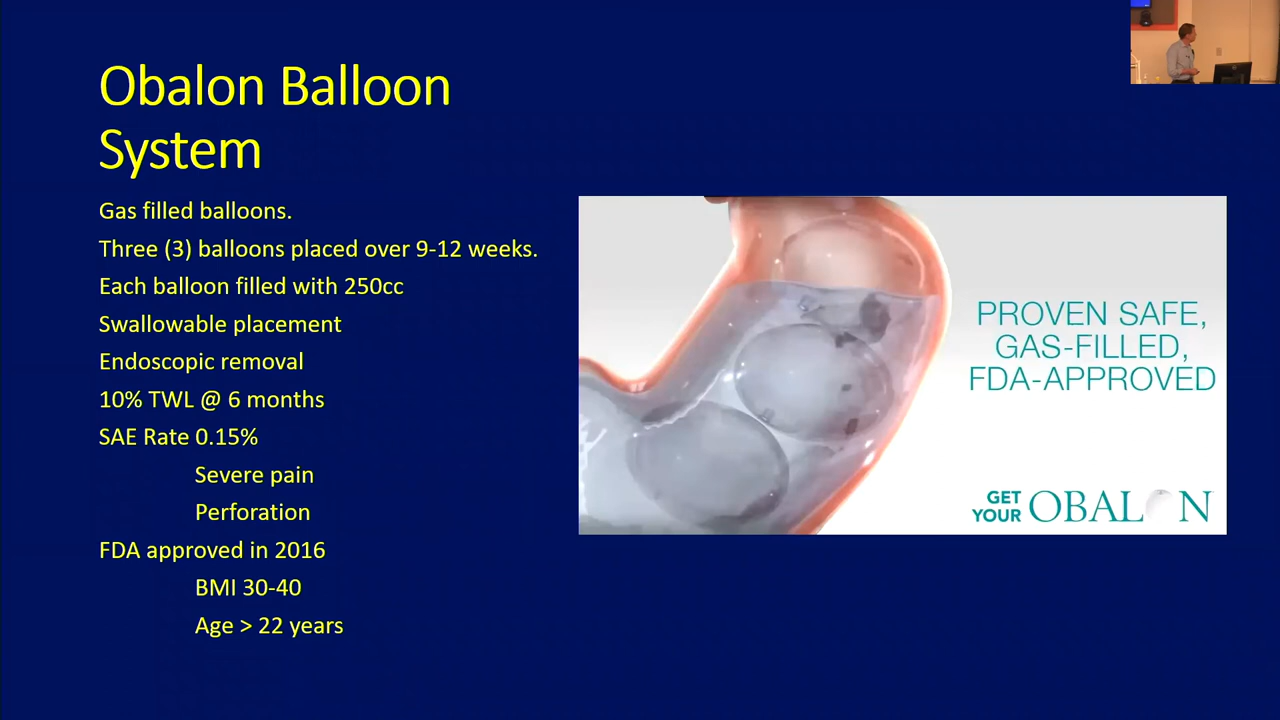 Obalon Balloon
System
Gas filled balloons.
Three (3) balloons placed over 9-12 weeks.
Each balloon filled with 250cc
Swallowable placement
Endoscopic removal
10% TWL @ 6 months
SAE Rate 0.15%
Severe pain
Perforation
FDA approved in 2016
BMI 30-40
Age > 22 years
PROVEN SAFE,
GAS-FILLED,
FDA-APPROVED
GET
YOUR OBALON